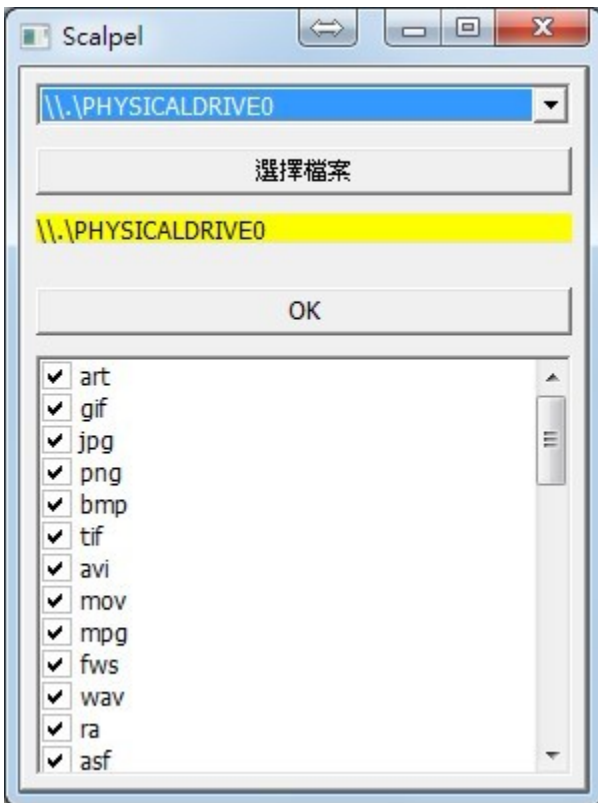 Scalpel
\\.\PHYSICALDRIVE0
選擇檔案
\\.\PHYSICALDRIVE0
OK
art
gif
jpg
png
bmp
tif
avi
mov
mpg
fws
wav
ra
asf